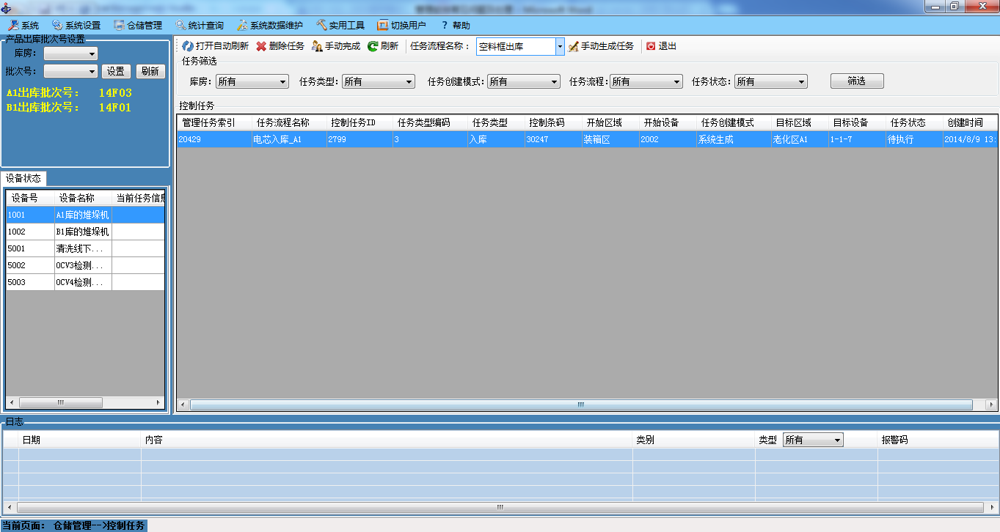 系统 系统设置 仓储管理 统计查询 系统数据维护 实用工具 切换用户 ? 帮助
产品出库批次号设置
库房:
批次号: 设置 刷新
A1出库批次号: 14F03
B1出库批次号: 14F01
打开自动刷新 删除任务 手动完成 刷新 任务流程名称: 空料框出库 手动生成任务 退出
任务筛选
库房: 所有 任务类型: 所有 任务创建模式: 所有 任务流程: 所有 任务状态: 所有 筛选
控制任务
管理任务索引 任务流程名称 控制任务ID 任务类型编码 任务类型 控制条码 开始区域 开始设备 任务创建模式 目标区域 目标设备 任务状态 创建时间
20429 电芯入库_A1 2799 3 入库 30247 装箱区 2002 系统生成 老化区A1 1-1-7 待执行 2014/8/9 13:
设备状态
设备号 设备名称 当前任务信息
1001 A1库的堆垛机
1002 B1库的堆垛机
5001 清洗线下...
5002 OCV3检测...
5003 OCV4检测...
日志
日期 内容 类别 类型 所有 报警码
当前页面: 仓储管理-->控制任务